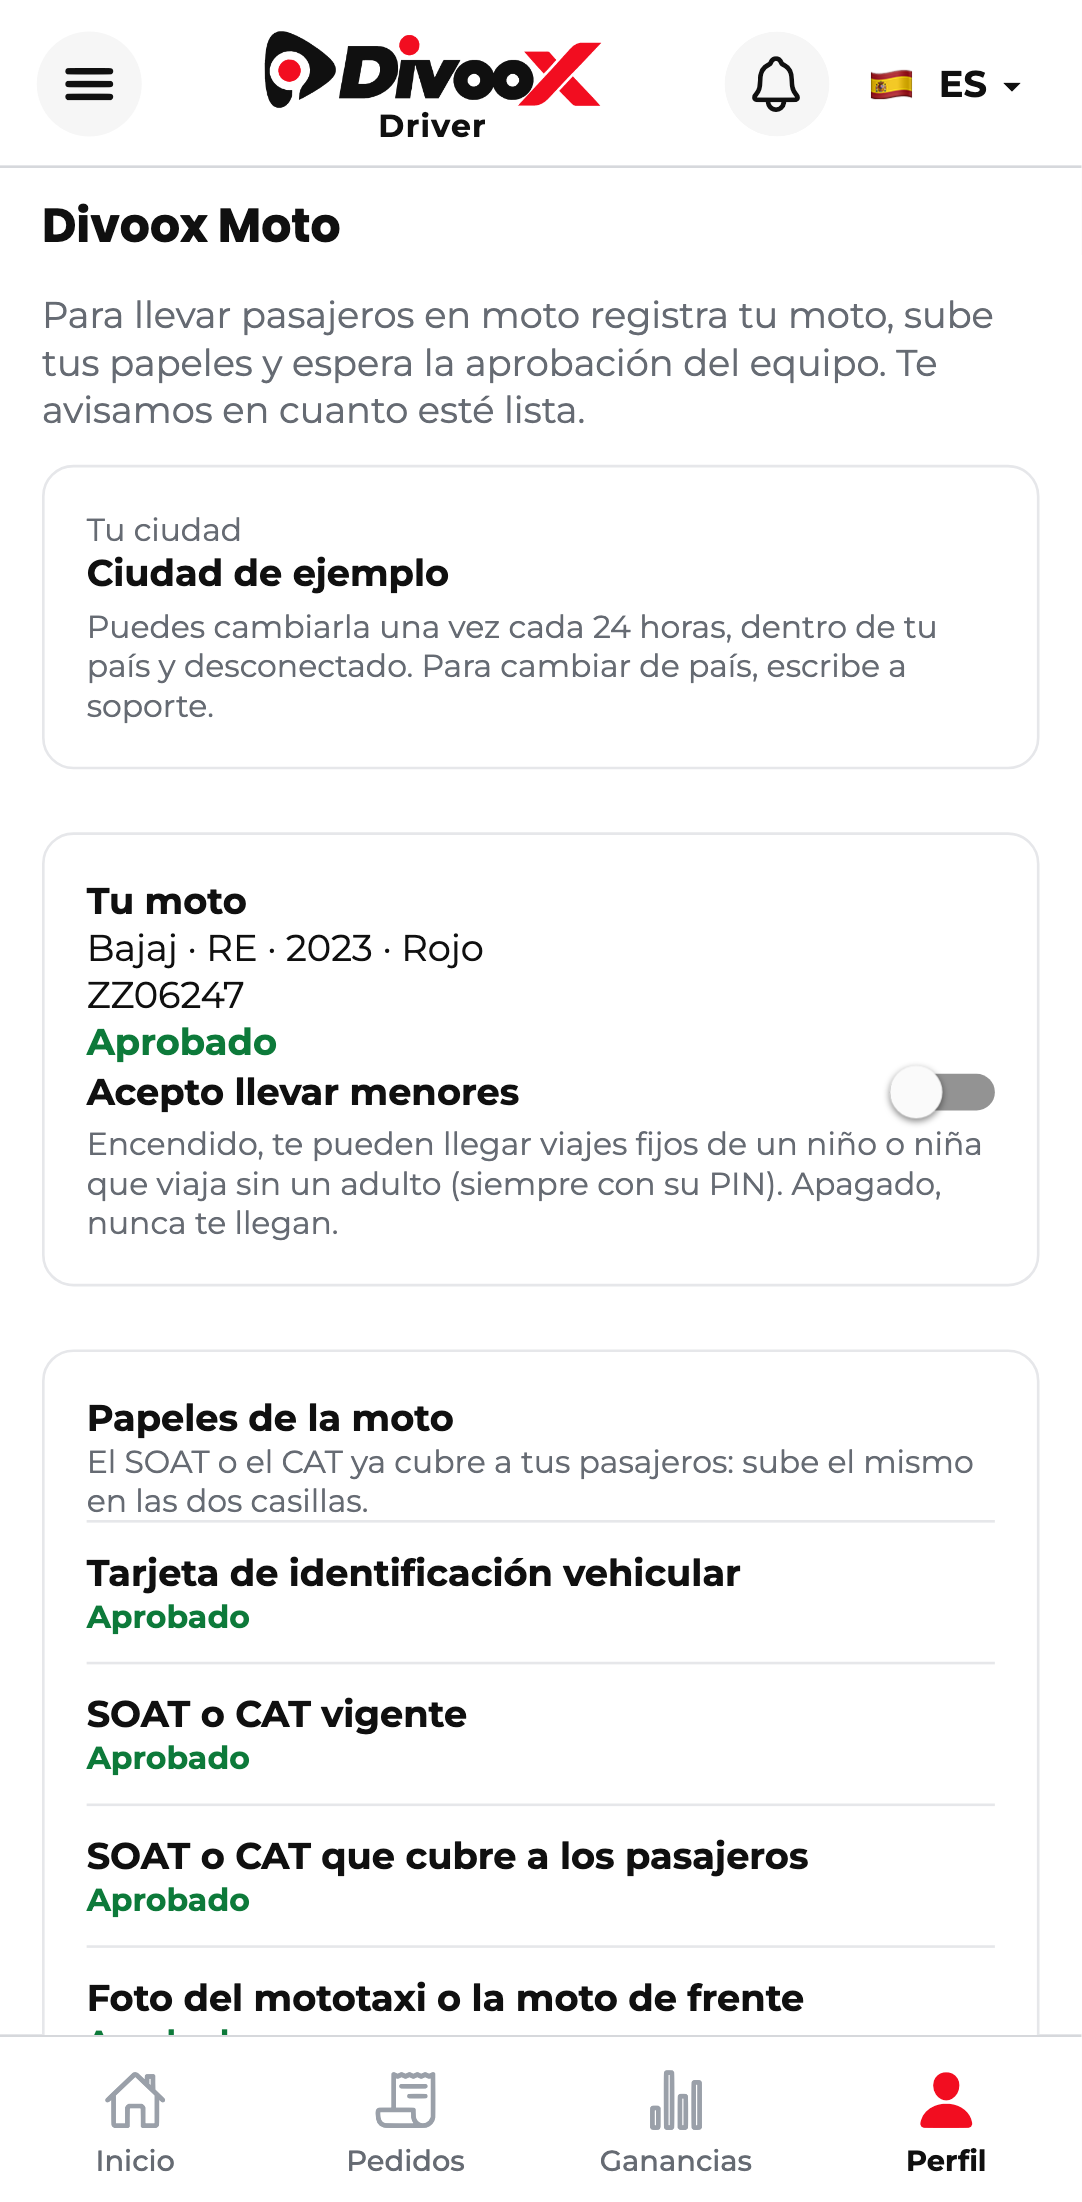 Divoox
Driver
ES
Divoox Moto
Para llevar pasajeros en moto registra tu moto, sube
tus papeles y espera la aprobación del equipo. Te
avisamos en cuanto esté lista.
Tu ciudad
Ciudad de ejemplo
Puedes cambiarla una vez cada 24 horas, dentro de tu
país y desconectado. Para cambiar de país, escribe a
soporte.
Tu moto
Bajaj · RE · 2023 · Rojo
ZZ06247
Aprobado
Acepto llevar menores
Encendido, te pueden llegar viajes fijos de un niño o niña
que viaja sin un adulto (siempre con su PIN). Apagado,
nunca te llegan.
Papeles de la moto
El SOAT o el CAT ya cubre a tus pasajeros: sube el mismo
en las dos casillas.
Tarjeta de identificación vehicular
Aprobado
SOAT o CAT vigente
Aprobado
SOAT o CAT que cubre a los pasajeros
Aprobado
Foto del mototaxi o la moto de frente
Inicio
Pedidos
Ganancias
Perfil